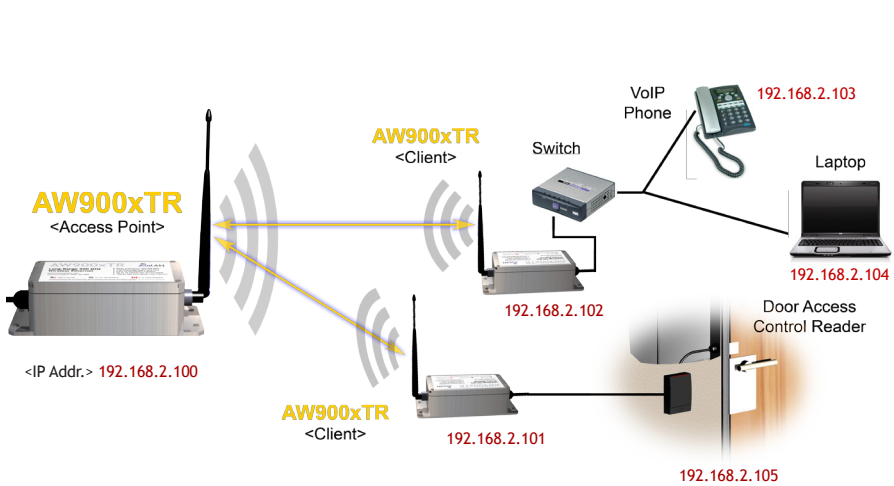 VoIP
Phone
192.168.2.103
AW900xTR
<Client>
Switch
Laptop
AW900xTR
<Access Point>
192.168.2.104
192.168.2.102
Door Access
Control Reader
<IP Addr.> 192.168.2.100
AW900xTR
<Client>
192.168.2.101
192.168.2.105